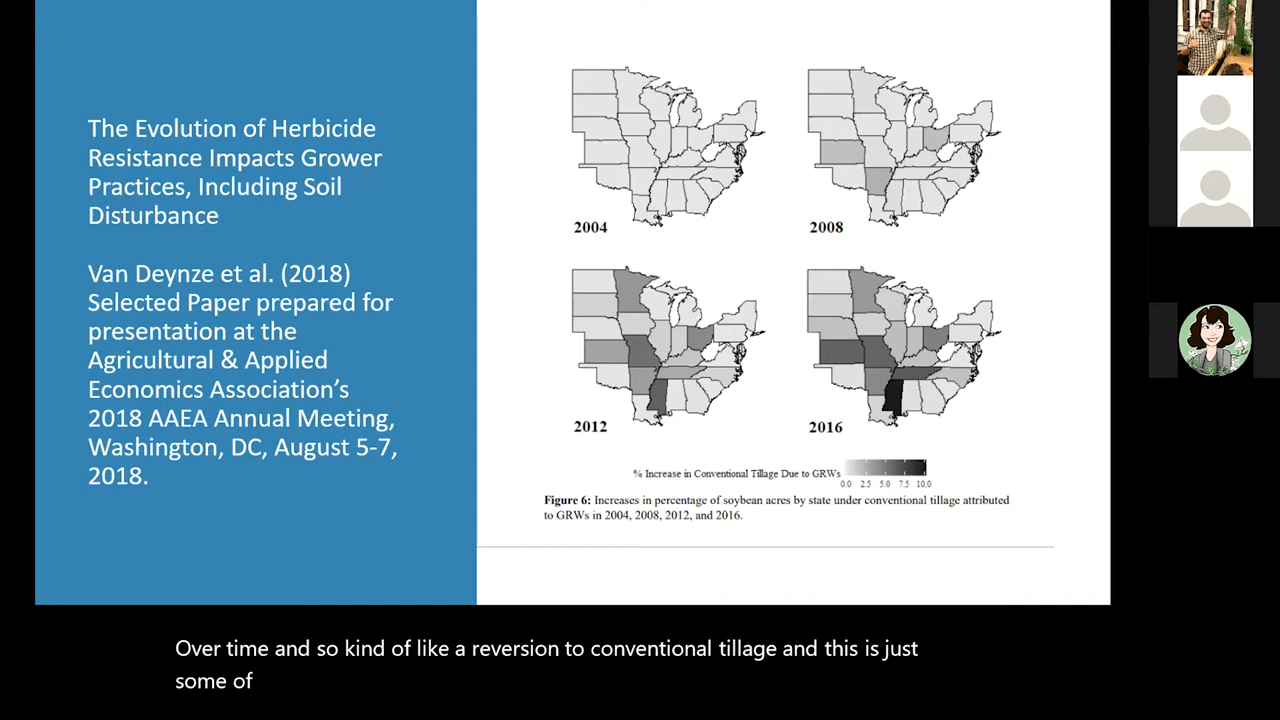 The Evolution of Herbicide
Resistance Impacts Grower
Practices, Including Soil
Disturbance
Van Deynze et al. (2018)
Selected Paper prepared for
presentation at the
Agricultural & Applied
Economics Association's
2018 AAEA Annual Meeting,
Washington, DC, August 5-7,
2018.
2004
2008
2012
2016
% Increase in Conventional Tillage Due to GRWs
0.0 2.5 5.0 7.5 10.0
Figure 6: Increases in percentage of soybean acres by state under conventional tillage attributed
to GRWs in 2004, 2008, 2012, and 2016.
Over time and so kind of like a reversion to conventional tillage and this is just
some of